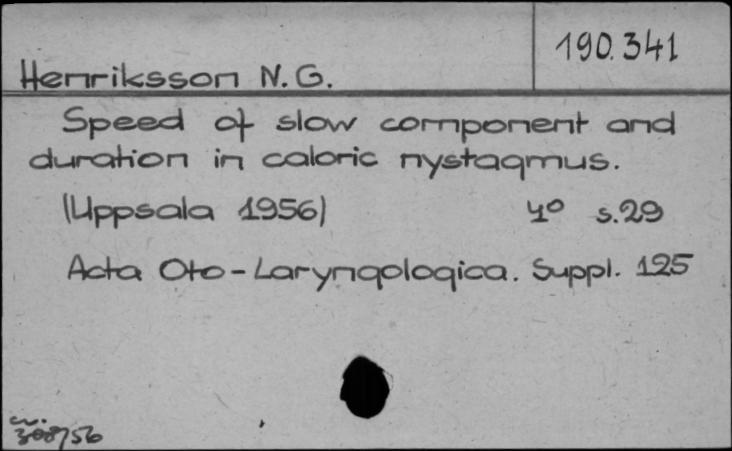 190.341
Henriksson N.G.
Speed of slow component and
duration in caloric nystagmus.
(Uppsala 1956) 4° s.29
Acta Oto-Laryngologica. Suppl. 125